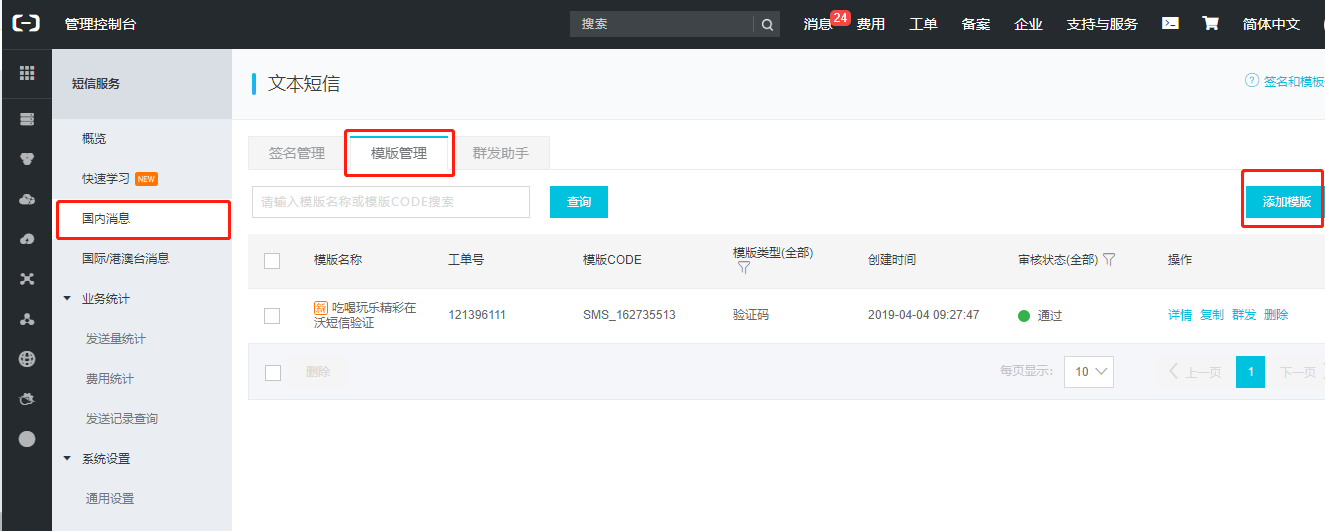 管理控制台
搜索
消息 24 费用 工单 备案 企业 支持与服务 简体中文
短信服务
概览
快速学习 NEW
国内消息
国际/港澳台消息
业务统计
发送量统计
费用统计
发送记录查询
系统设置
通用设置
文本短信
签名和模板
签名管理 模版管理 群发助手
请输入模版名称或模版CODE搜索 查询 添加模版
模版名称 工单号 模版CODE 模版类型(全部) 创建时间 审核状态(全部) 操作
新 吃喝玩乐精彩在
沃短信验证
121396111 SMS_162735513 验证码 2019-04-04 09:27:47 通过 详情 复制 群发 删除
删除 每页显示: 10 上一页 1 下一页